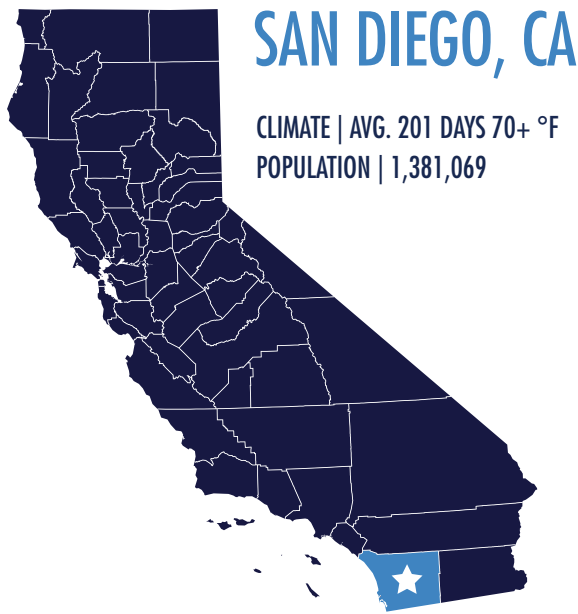 SAN DIEGO, CA
CLIMATE | AVG. 201 DAYS 70+ °F
POPULATION | 1,381,069